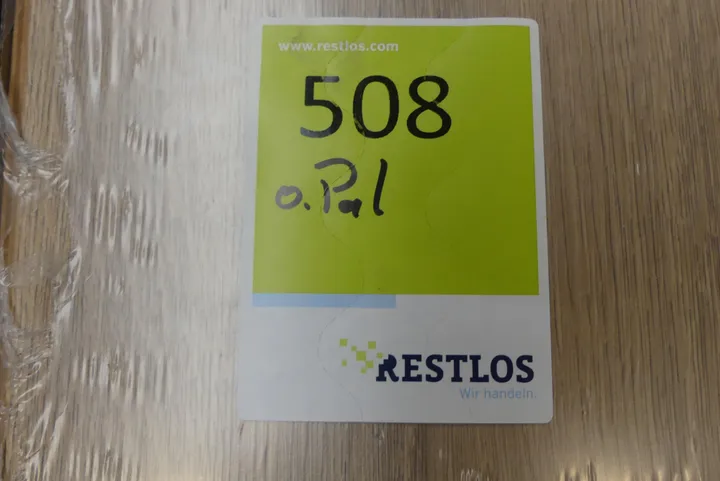 www.restlos.com
508
o. Pal
RESTLOS
Wir handeln.